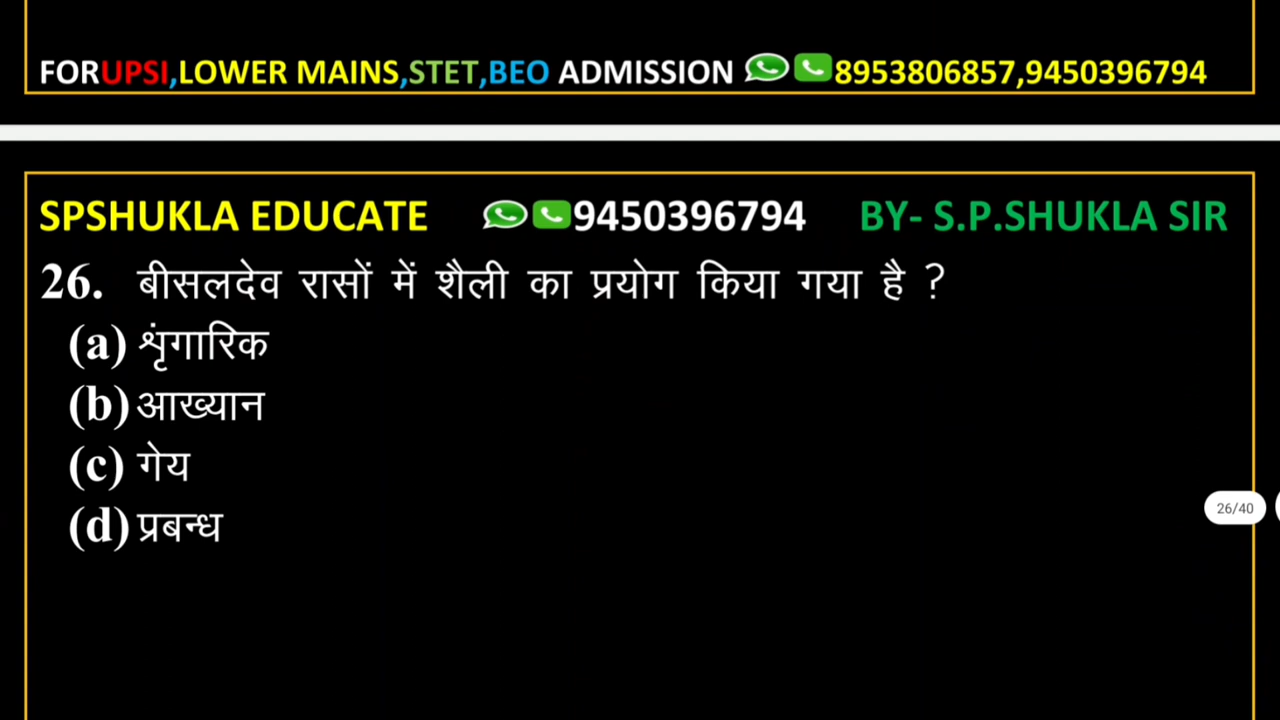 FORUPSI,LOWER MAINS,STET,BEO ADMISSION 8953806857,9450396794
SPSHUKLA EDUCATE 9450396794 BY- S.P.SHUKLA SIR
26. बीसलदेव रासों में शैली का प्रयोग किया गया है ?
(a) शृंगारिक
(b) आख्यान
(c) गेय
(d) प्रबन्ध
26/40